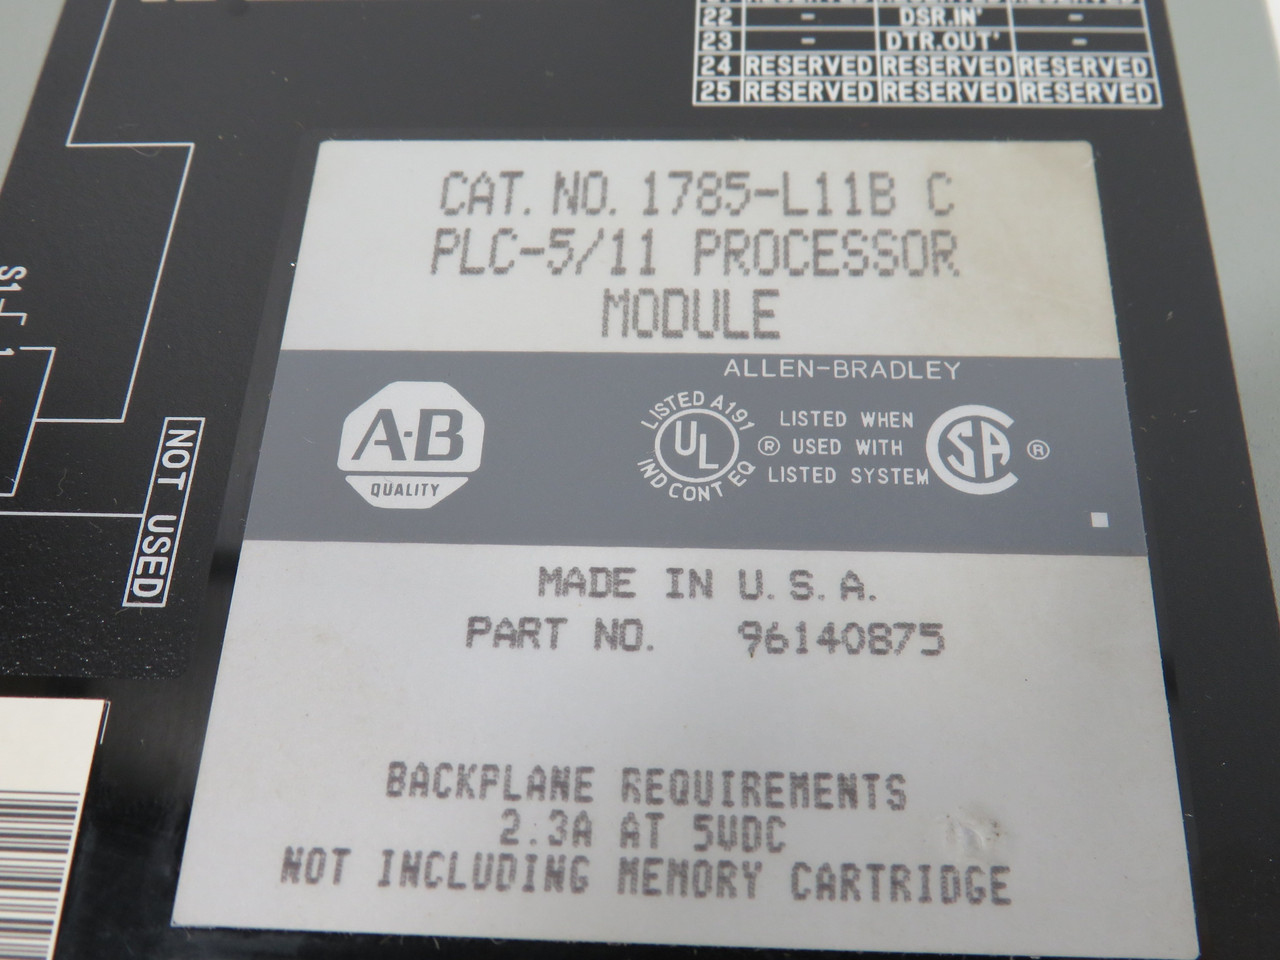 22 - DSR.IN' -
23 - DTR.OUT' -
24 RESERVED RESERVED RESERVED
25 RESERVED RESERVED RESERVED
CAT. NO. 1785-L11B C
PLC-5/11 PROCESSOR
MODULE
ALLEN-BRADLEY
A-B
QUALITY
LISTED A191
UL
IND CONT EQ
®
LISTED WHEN
USED WITH
LISTED SYSTEM
SA
®
MADE IN U.S.A.
PART NO. 96140875
BACKPLANE REQUIREMENTS
2.3A AT 5VDC
NOT INCLUDING MEMORY CARTRIDGE
S1
1
NOT USED